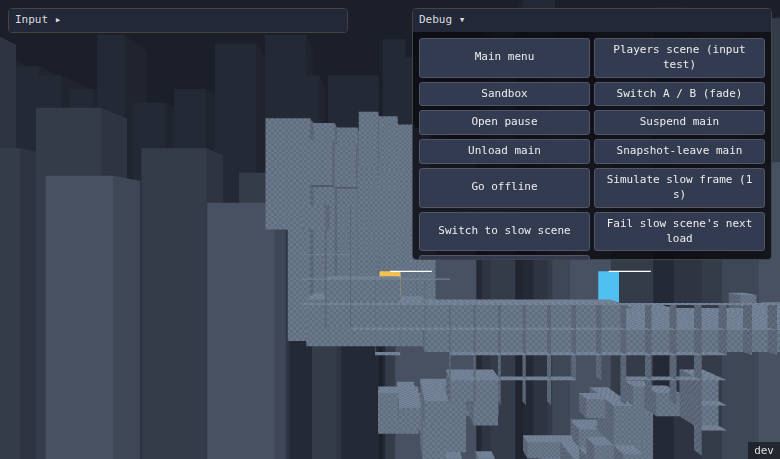 Input ▸
Debug ▾
Main menu
Players scene (input
test)
Sandbox
Switch A / B (fade)
Open pause
Suspend main
Unload main
Snapshot-leave main
Go offline
Simulate slow frame (1
s)
Switch to slow scene
Fail slow scene's next
load
dev